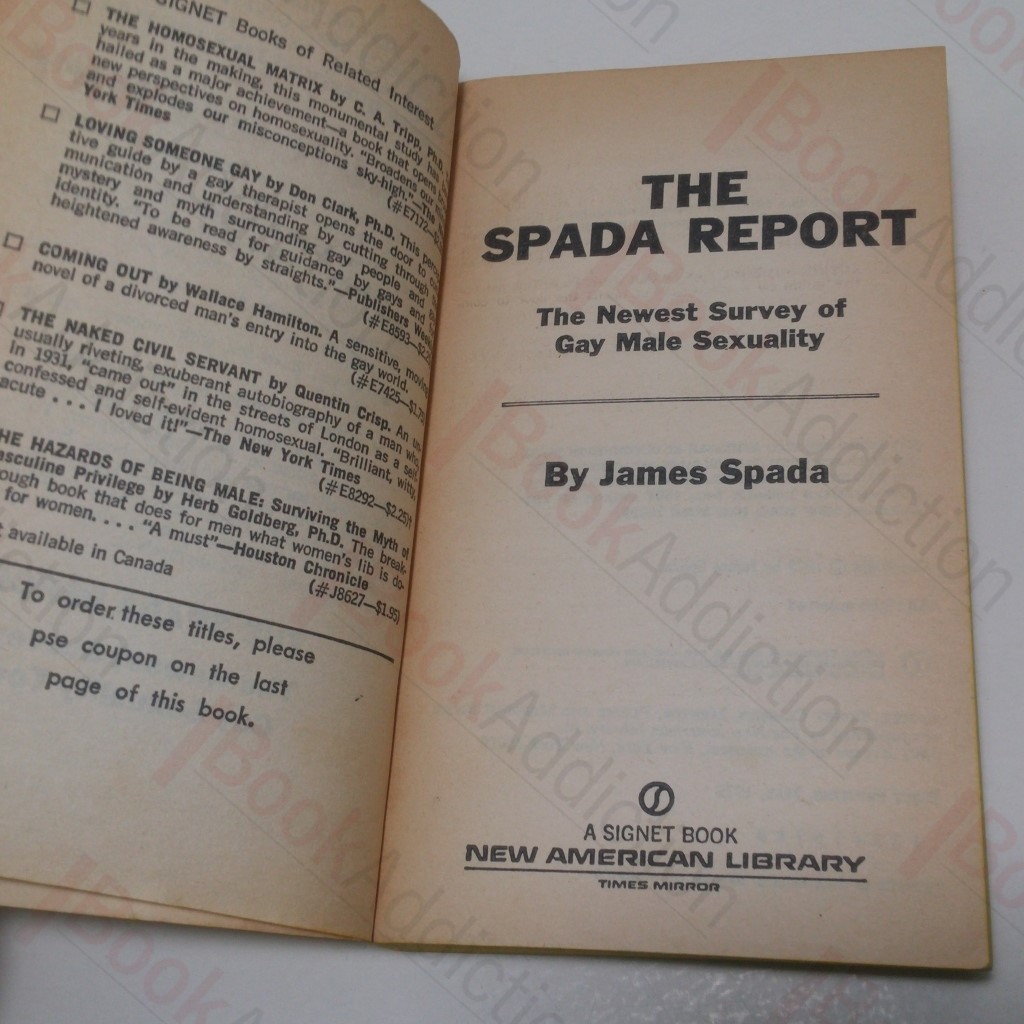 SIGNET Books of Related Interest
THE HOMOSEXUAL MATRIX by C. A. Tripp, Ph.
years in the making, this monumental study has
hailed as a major achievement—a book that opens
new perspectives on homosexuality. "Broadens our
and explodes our misconceptions sky-high."—The
York Times
LOVING SOMEONE GAY by Don Clark, Ph.D. This
tive guide by a gay therapist opens the door to
munication and understanding by cutting through
mystery and myth surrounding gay people and
identity. "To be read for guidance by gays and
heightened awareness by straights."—Publishers
(#E8593—$2.2
COMING OUT by Wallace Hamilton. A sensitive, moving
novel of a divorced man's entry into the gay world.
(#E7425—$1.7
THE NAKED CIVIL SERVANT by Quentin Crisp. An un-
usually riveting, exuberant autobiography of a man who
in 1931, "came out" in the streets of London as a self-
confessed and self-evident homosexual. "Brilliant, witty,
acute . . . I loved it!"—The New York Times
(#E8292—$2.25)†
HE HAZARDS OF BEING MALE: Surviving the Myth of
asculine Privilege by Herb Goldberg, Ph.D. The break-
ough book that does for men what women's lib is do-
for women. . . . "A must"—Houston Chronicle
(#J8627—$1.95)
t available in Canada
To order these titles, please
pse coupon on the last
page of this book.
THE
SPADA REPORT
The Newest Survey of
Gay Male Sexuality
By James Spada
A SIGNET BOOK
NEW AMERICAN LIBRARY
TIMES MIRROR
BookAddiction